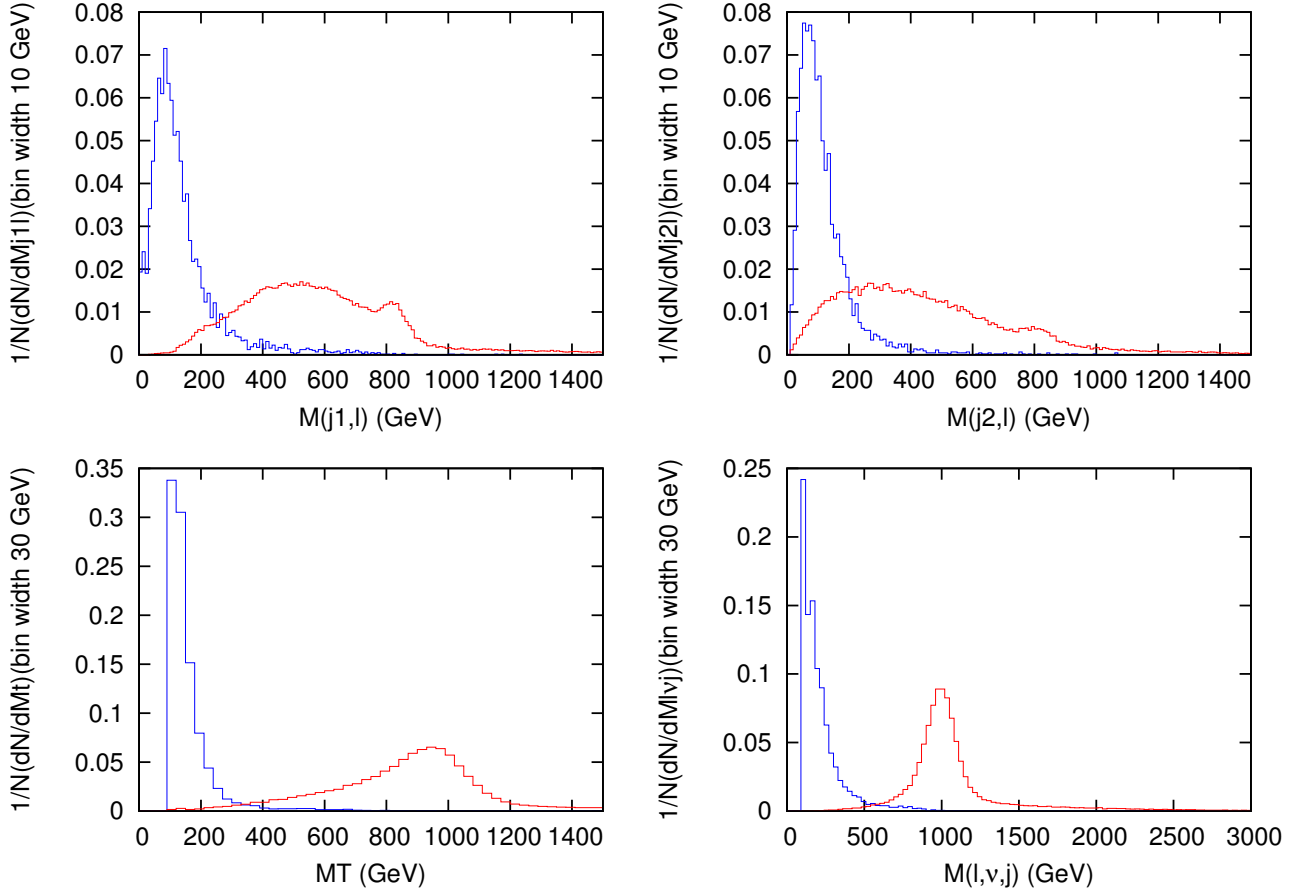 1/N(dN/dMj1l)(bin width 10 GeV)
0.08
0.07
0.06
0.05
0.04
0.03
0.02
0.01
0
0 200 400 600 800 1000 1200 1400
M(j1,l) (GeV)
1/N(dN/dMj2l)(bin width 10 GeV)
0.08
0.07
0.06
0.05
0.04
0.03
0.02
0.01
0
0 200 400 600 800 1000 1200 1400
M(j2,l) (GeV)
1/N(dN/dMt)(bin width 30 GeV)
0.35
0.3
0.25
0.2
0.15
0.1
0.05
0
0 200 400 600 800 1000 1200 1400
MT (GeV)
1/N(dN/dMlνj)(bin width 30 GeV)
0.25
0.2
0.15
0.1
0.05
0
0 500 1000 1500 2000 2500 3000
M(l,ν,j) (GeV)